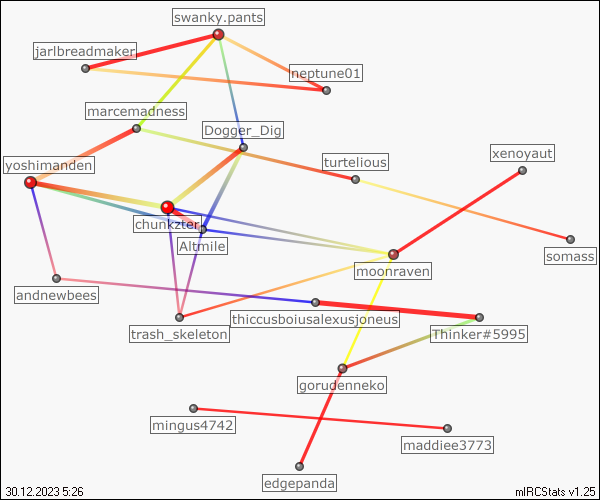 swanky.pants
jarlbreadmaker
neptune01
marcemadness
Dogger_Dig
xenoyaut
turtelious
yoshimanden
chunkzter
Altmile
somass
moonraven
andnewbees
thiccusboiusalexusjoneus
trash_skeleton
Thinker#5995
gorudenneko
mingus4742
maddiee3773
edgepanda
30.12.2023 5:26
mIRCStats v1.25